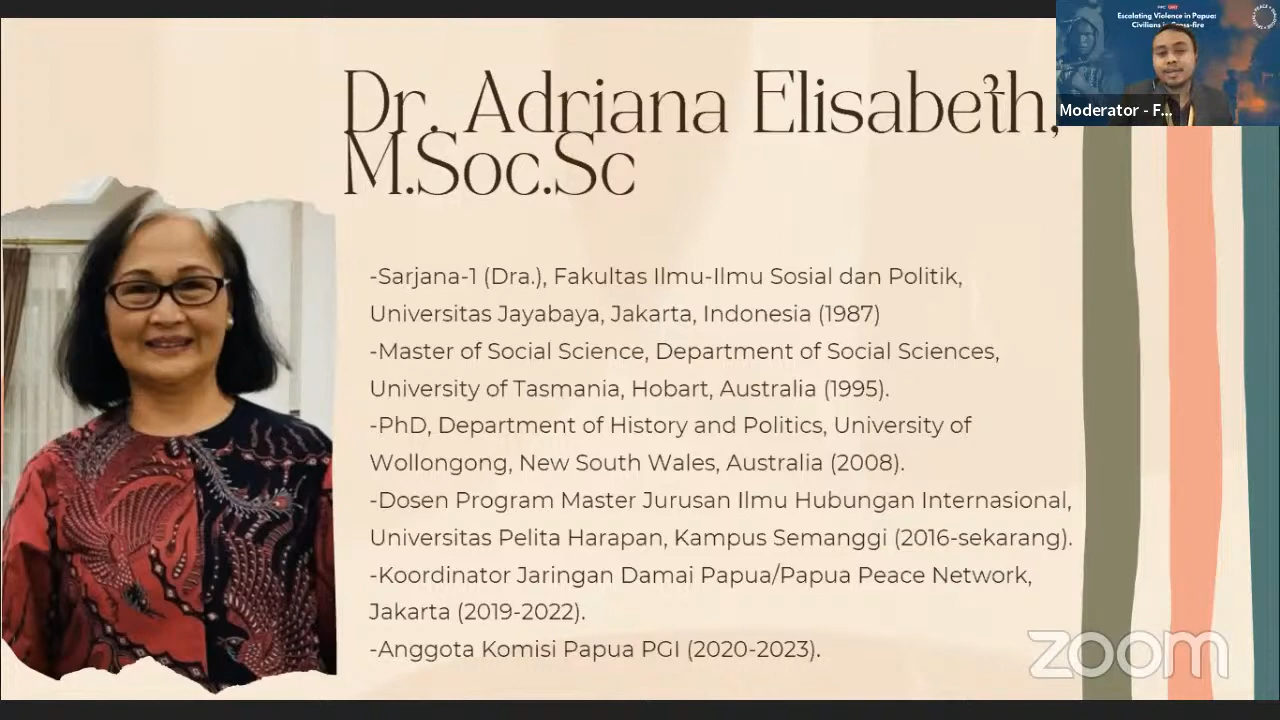 Dr. Adriana Elisabeth,
M.Soc.Sc
-Sarjana-1 (Dra.), Fakultas Ilmu-Ilmu Sosial dan Politik,
Universitas Jayabaya, Jakarta, Indonesia (1987)
-Master of Social Science, Department of Social Sciences,
University of Tasmania, Hobart, Australia (1995).
-PhD, Department of History and Politics, University of
Wollongong, New South Wales, Australia (2008).
-Dosen Program Master Jurusan Ilmu Hubungan Internasional,
Universitas Pelita Harapan, Kampus Semanggi (2016-sekarang).
-Koordinator Jaringan Damai Papua/Papua Peace Network,
Jakarta (2019-2022).
-Anggota Komisi Papua PGI (2020-2023).
Escalating Violence in Papua:
Civilians
Moderator - F...
zoom